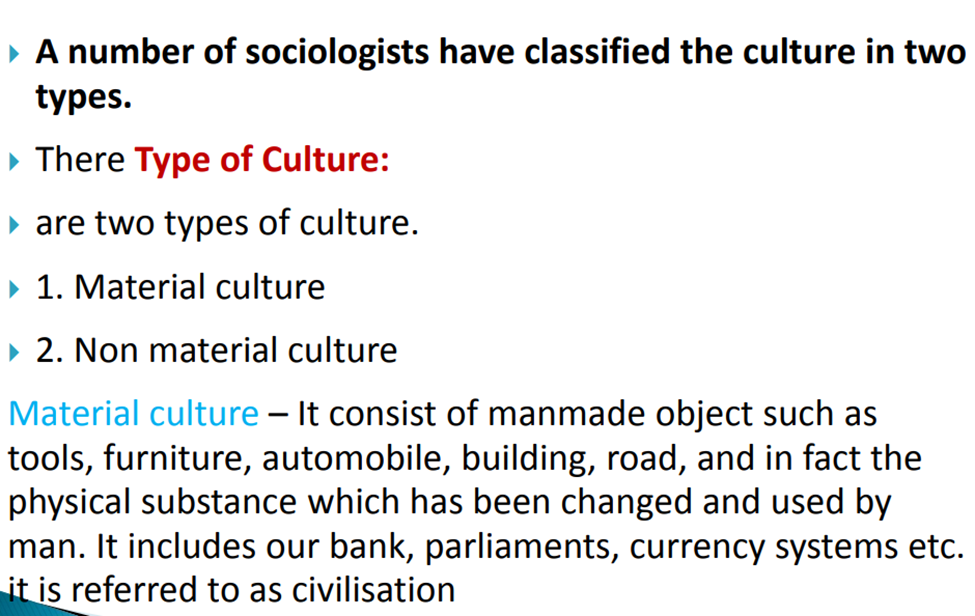 A number of sociologists have classified the culture in two
types.
There Type of Culture:
are two types of culture.
1. Material culture
2. Non material culture
Material culture – It consist of manmade object such as
tools, furniture, automobile, building, road, and in fact the
physical substance which has been changed and used by
man. It includes our bank, parliaments, currency systems etc.
it is referred to as civilisation